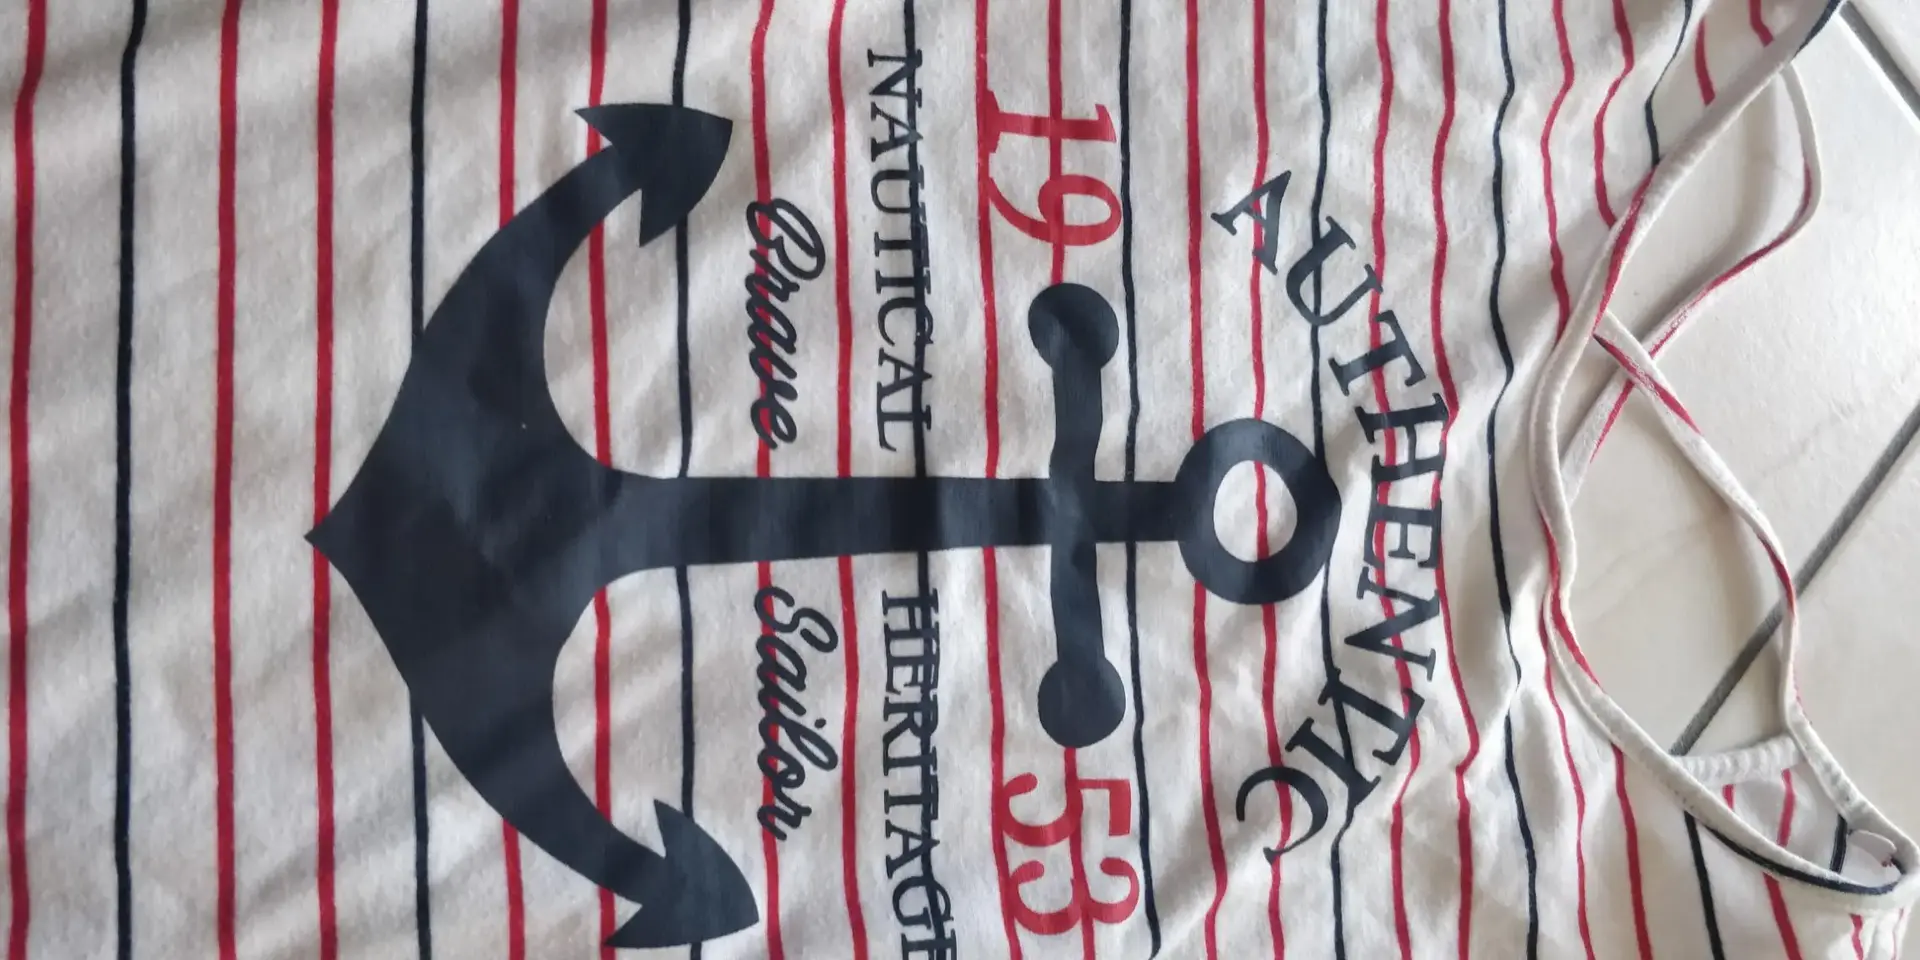 AUTHENTIC
19 53
NAUTICAL HERITAGE
Brave Sailor